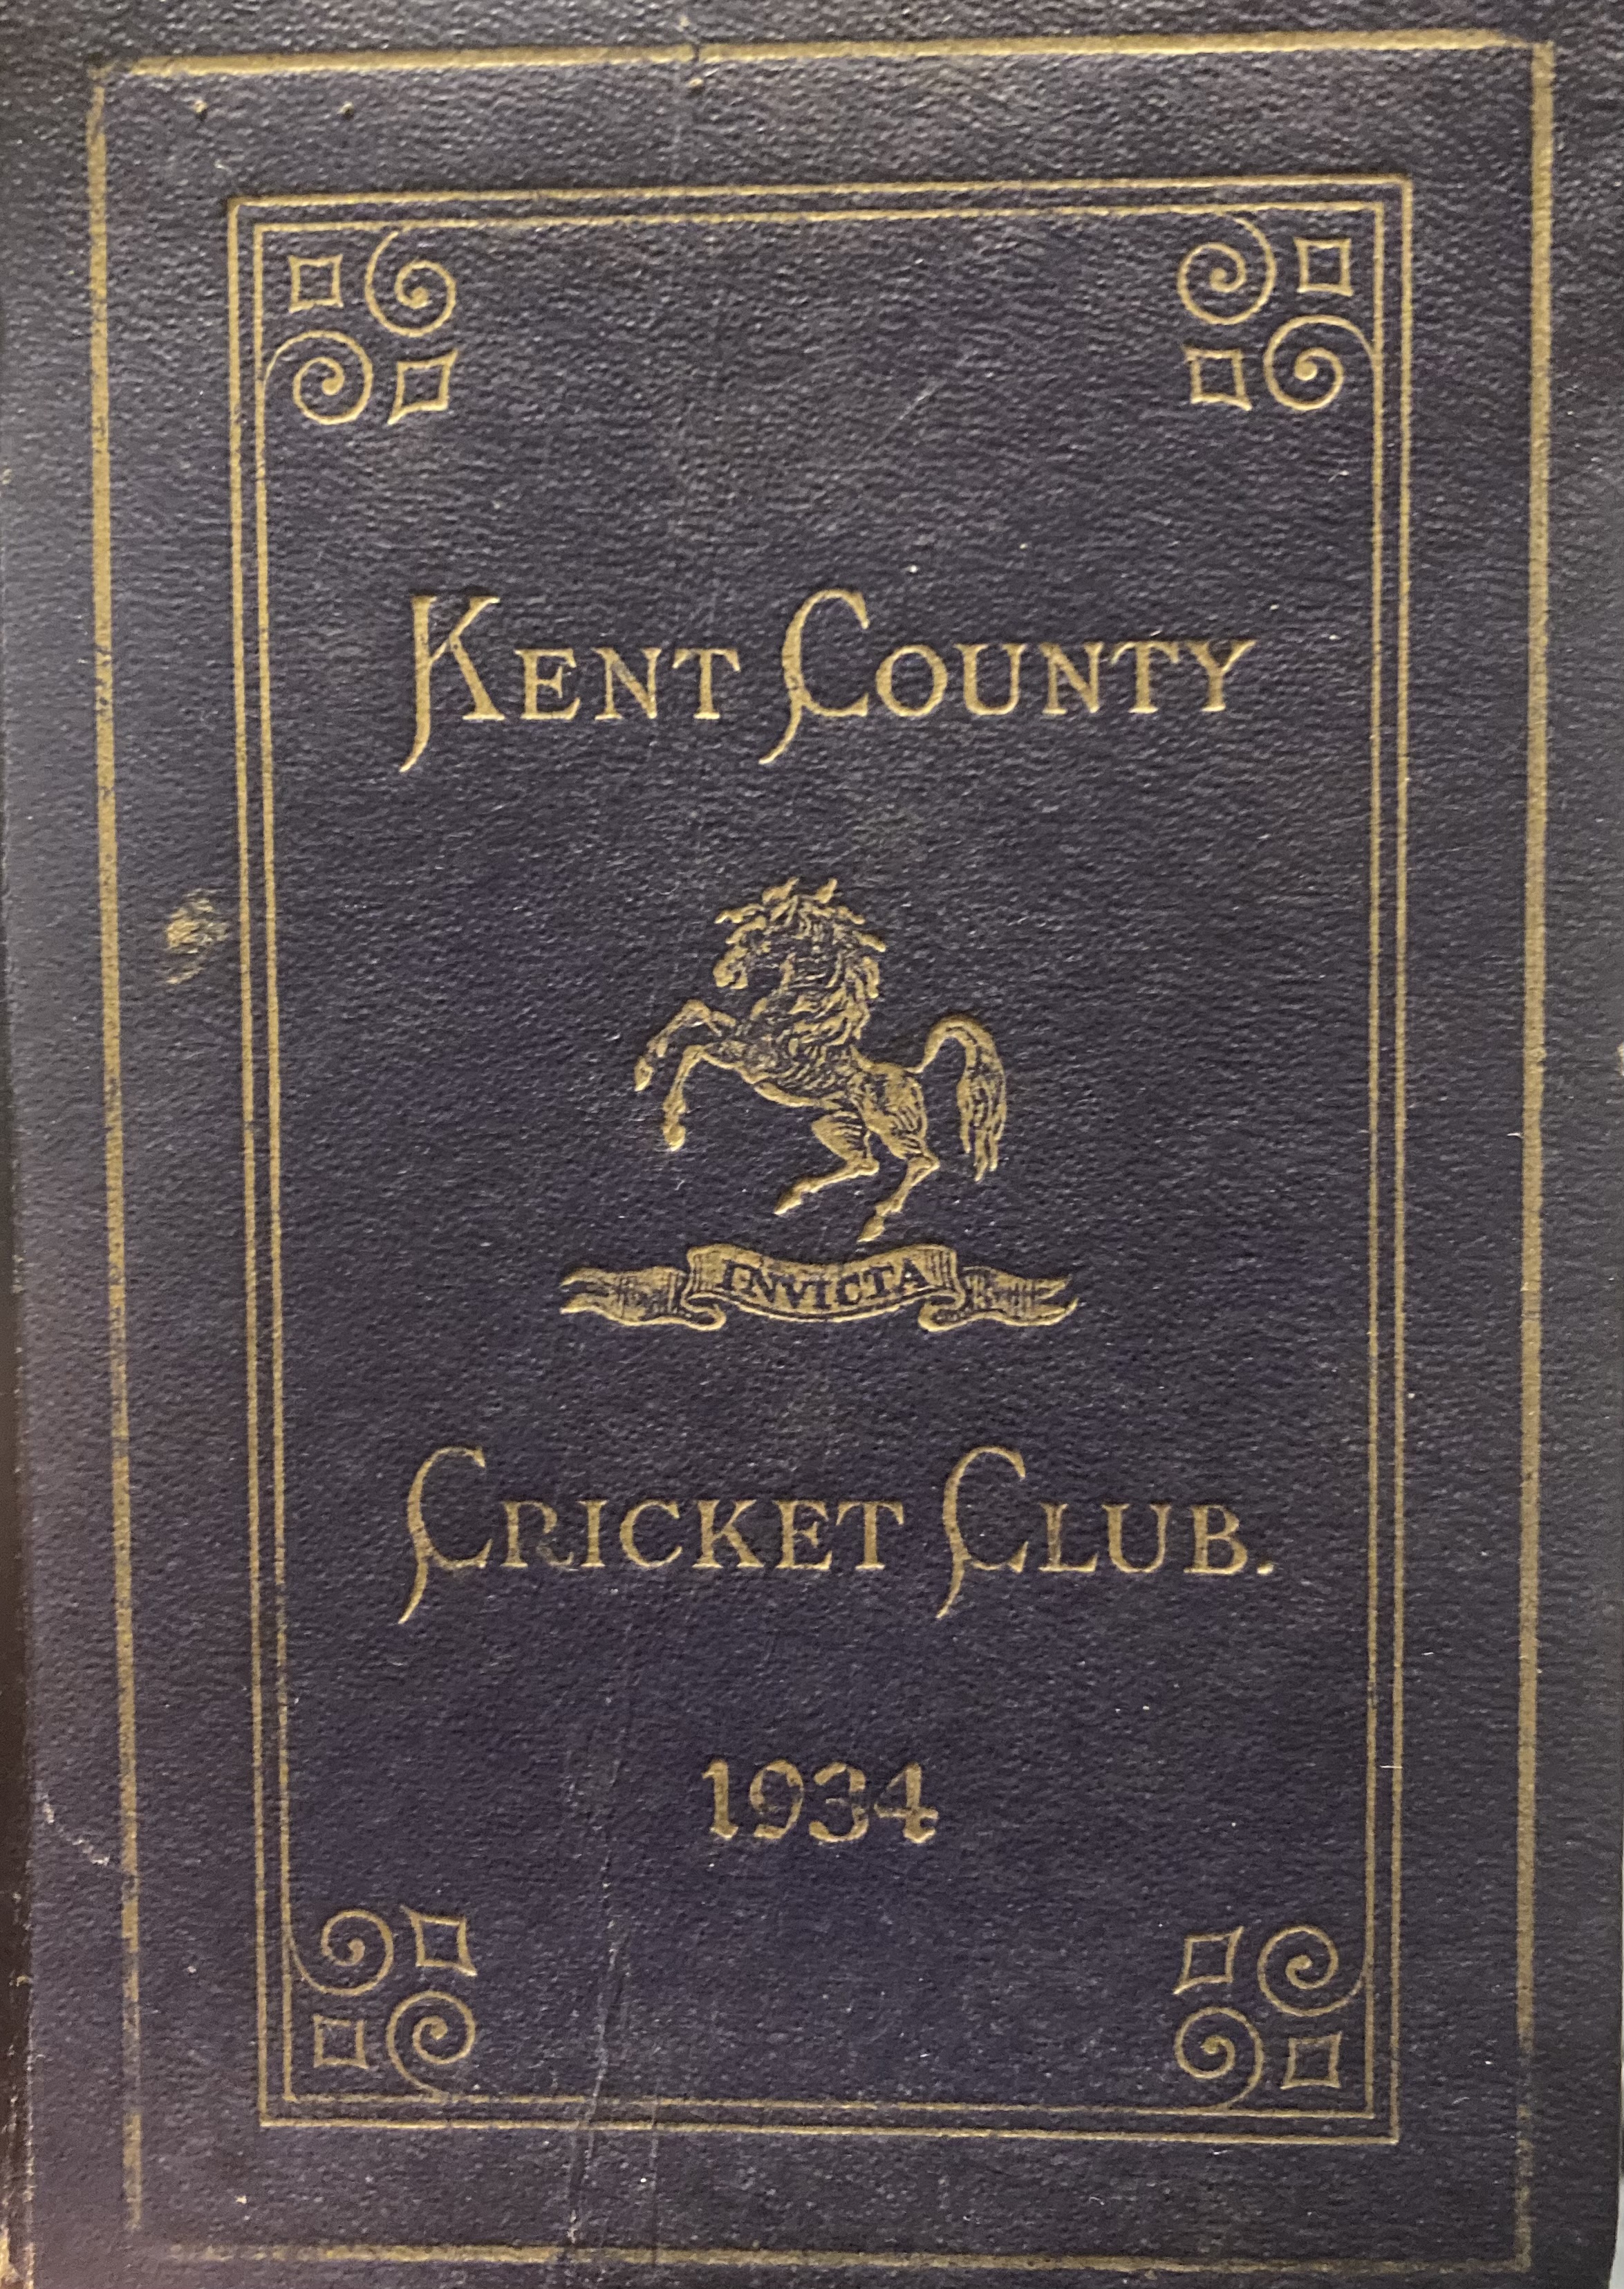 KENT COUNTY
INVICTA
CRICKET CLUB.
1934